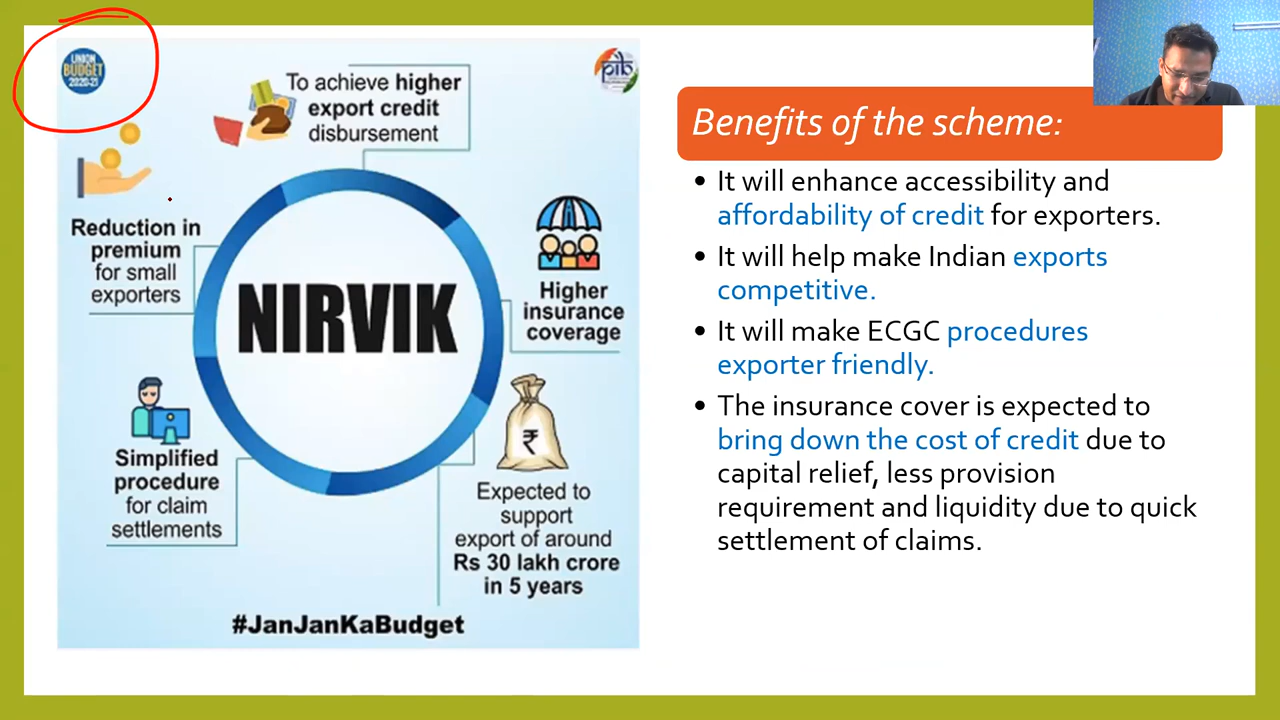 UNION
BUDGET
2020-21
pib
To achieve higher
export credit
disbursement
Reduction in
premium
for small
exporters
Higher
insurance
coverage
NIRVIK
Simplified
procedure
for claim
settlements
₹
Expected to
support
export of around
Rs 30 lakh crore
in 5 years
#JanJanKaBudget
Benefits of the scheme:
• It will enhance accessibility and
affordability of credit for exporters.
• It will help make Indian exports
competitive.
• It will make ECGC procedures
exporter friendly.
• The insurance cover is expected to
bring down the cost of credit due to
capital relief, less provision
requirement and liquidity due to quick
settlement of claims.